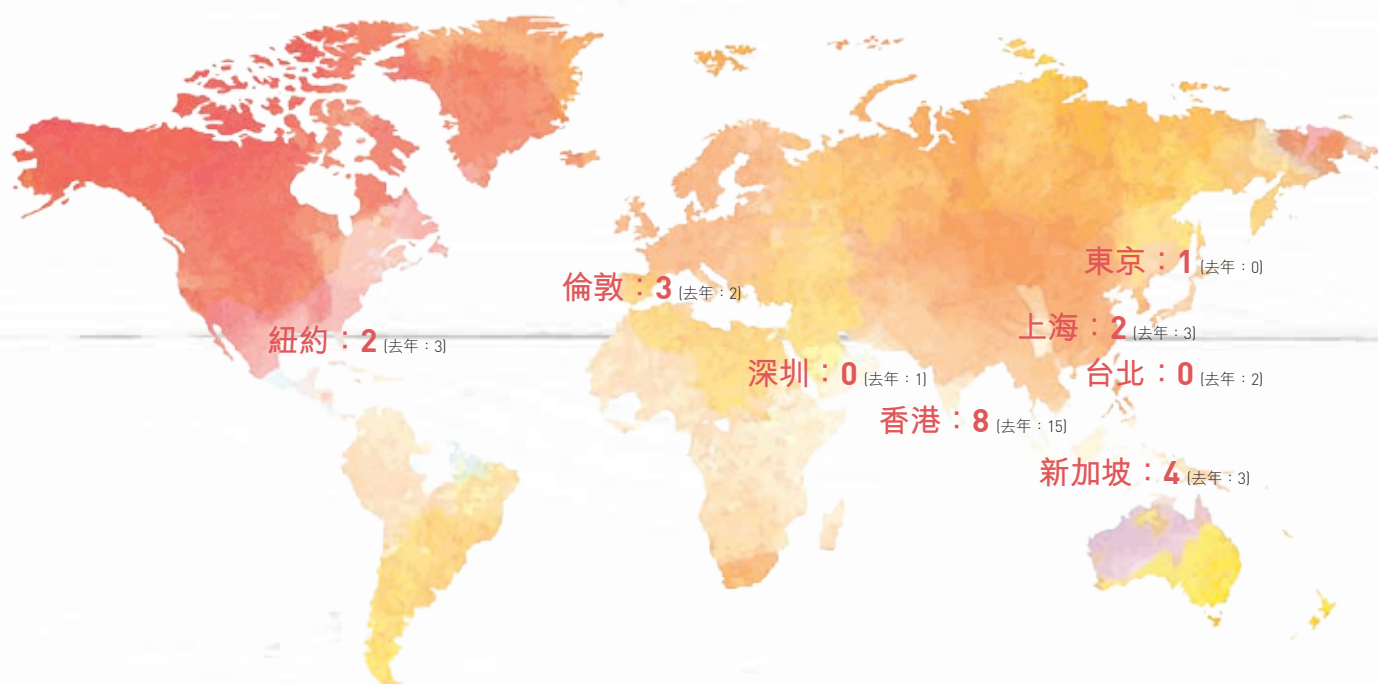 東京：1 (去年：0)
倫敦：3 (去年：2)
上海：2 (去年：3)
紐約：2 (去年：3)
深圳：0 (去年：1)
台北：0 (去年：2)
香港：8 (去年：15)
新加坡：4 (去年：3)